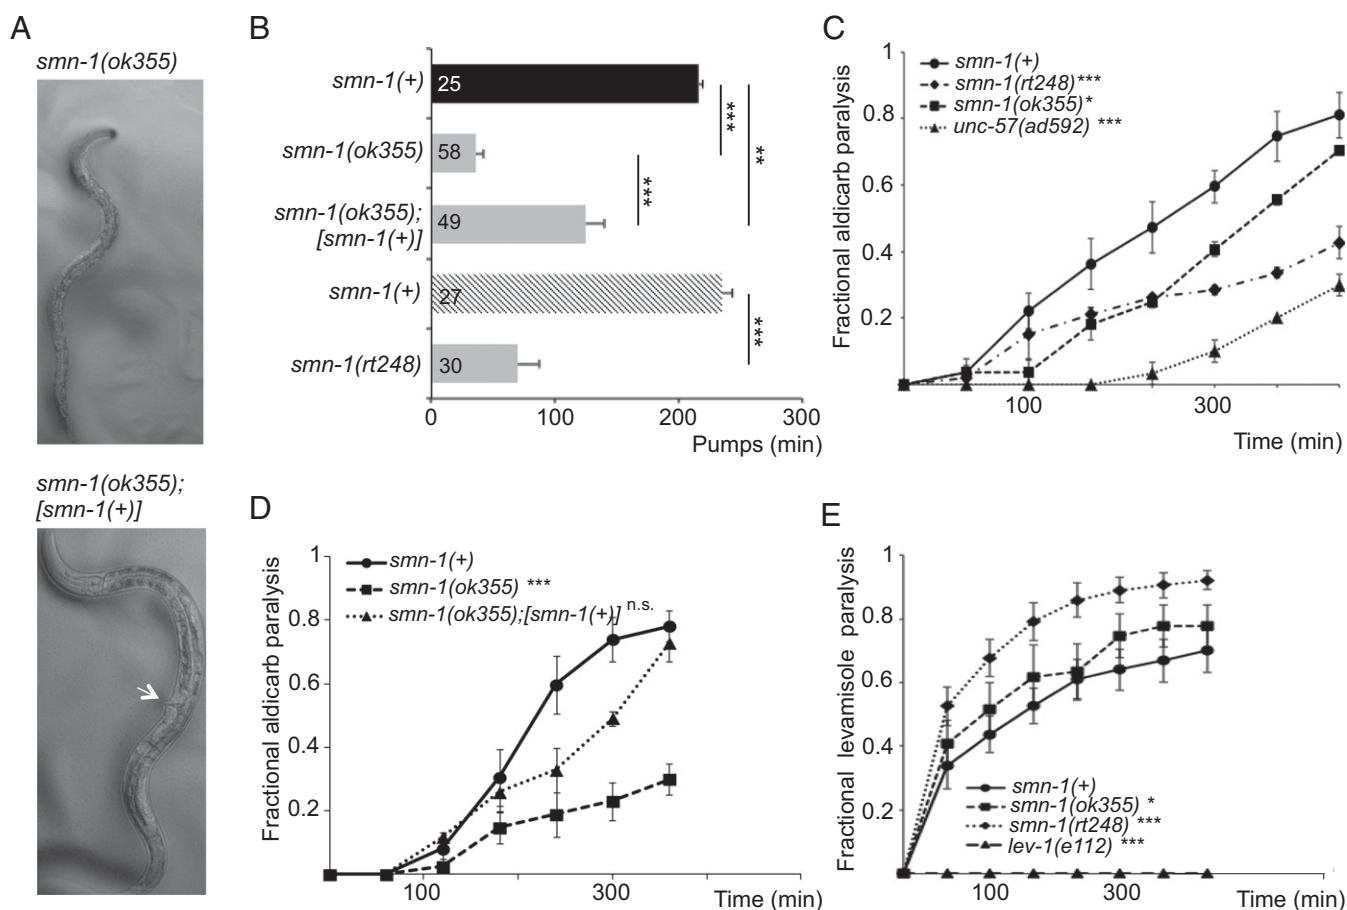 A
smn-1(ok355)
smn-1(ok355);
[smn-1(+)]
B
smn-1(+)
25
smn-1(ok355)
58
smn-1(ok355);
[smn-1(+)]
49
smn-1(+)
27
smn-1(rt248)
30
***
**
***
***
0
100
200
300
Pumps (min)
C
Fractional aldicarb paralysis
1
0.8
0.6
0.4
0.2
smn-1(+)
smn-1(rt248)***
smn-1(ok355)*
unc-57(ad592) ***
100
300
Time (min)
D
Fractional aldicarb paralysis
1
0.8
0.6
0.4
0.2
smn-1(+)
smn-1(ok355) ***
smn-1(ok355);[smn-1(+)] n.s.
100
300
Time (min)
E
Fractional levamisole paralysis
1
0.8
0.6
0.4
0.2
smn-1(+)
smn-1(ok355) *
smn-1(rt248) ***
lev-1(e112) ***
100
300
Time (min)